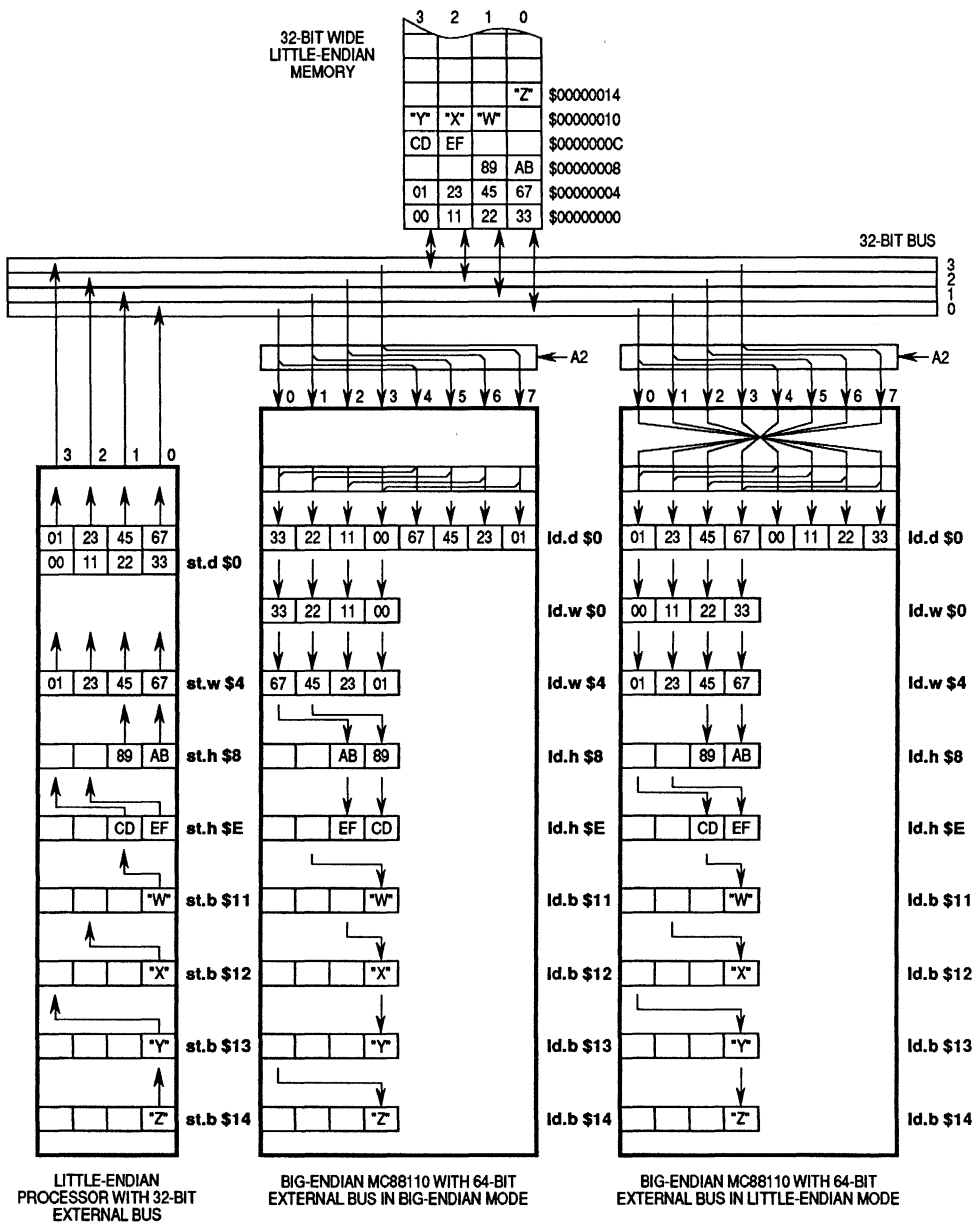 3 2 1 0
32-BIT WIDE
LITTLE-ENDIAN
MEMORY
"Z" $00000014
"Y" "X" "W" $00000010
CD EF $0000000C
89 AB $00000008
01 23 45 67 $00000004
00 11 22 33 $00000000
32-BIT BUS
3
2
1
0
A2
A2
0 1 2 3 4 5 6 7
0 1 2 3 4 5 6 7
3 2 1 0
01 23 45 67
00 11 22 33
st.d $0
33 22 11 00 67 45 23 01 ld.d $0
01 23 45 67 00 11 22 33 ld.d $0
33 22 11 00 ld.w $0
00 11 22 33 ld.w $0
01 23 45 67 st.w $4
67 45 23 01 ld.w $4
01 23 45 67 ld.w $4
89 AB st.h $8
AB 89 ld.h $8
89 AB ld.h $8
CD EF st.h $E
EF CD ld.h $E
CD EF ld.h $E
"W" st.b $11
"W" ld.b $11
"W" ld.b $11
"X" st.b $12
"X" ld.b $12
"X" ld.b $12
"Y" st.b $13
"Y" ld.b $13
"Y" ld.b $13
"Z" st.b $14
"Z" ld.b $14
"Z" ld.b $14
LITTLE-ENDIAN
PROCESSOR WITH 32-BIT
EXTERNAL BUS
BIG-ENDIAN MC88110 WITH 64-BIT
EXTERNAL BUS IN BIG-ENDIAN MODE
BIG-ENDIAN MC88110 WITH 64-BIT
EXTERNAL BUS IN LITTLE-ENDIAN MODE